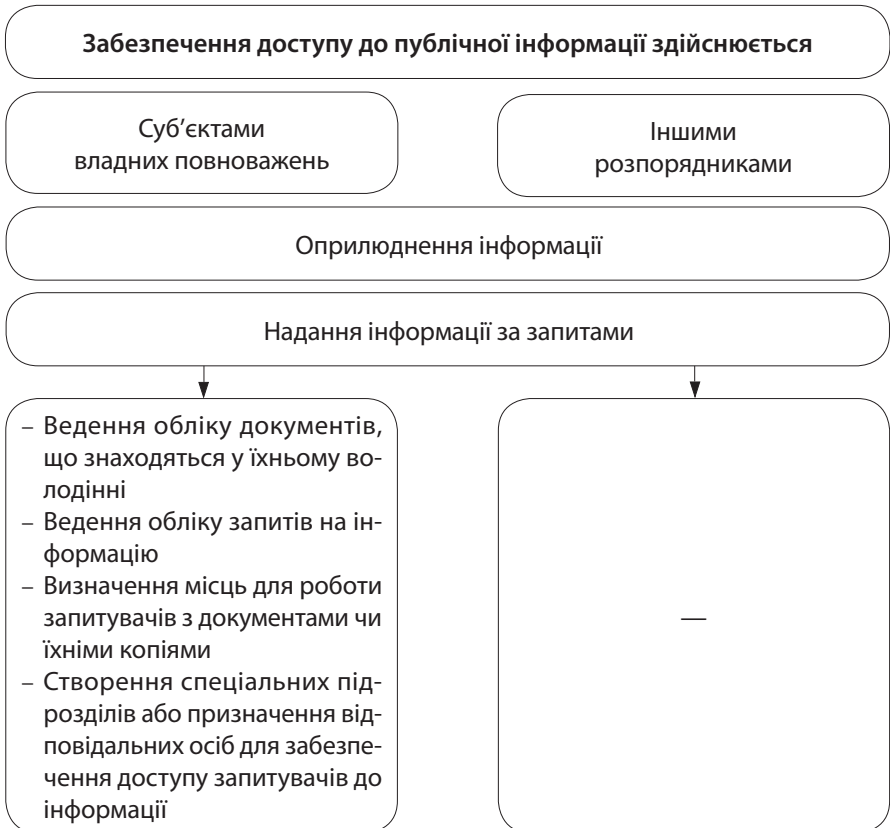 Забезпечення доступу до публічної інформації здійснюється
Суб’єктами
владних повноважень
Іншими
розпорядниками
Оприлюднення інформації
Надання інформації за запитами
– Ведення обліку документів,
що знаходяться у їхньому во-
лодінні
– Ведення обліку запитів на ін-
формацію
– Визначення місць для роботи
запитувачів з документами чи
їхніми копіями
– Створення спеціальних під-
розділів або призначення від-
повідальних осіб для забезпе-
чення доступу запитувачів до
інформації
—